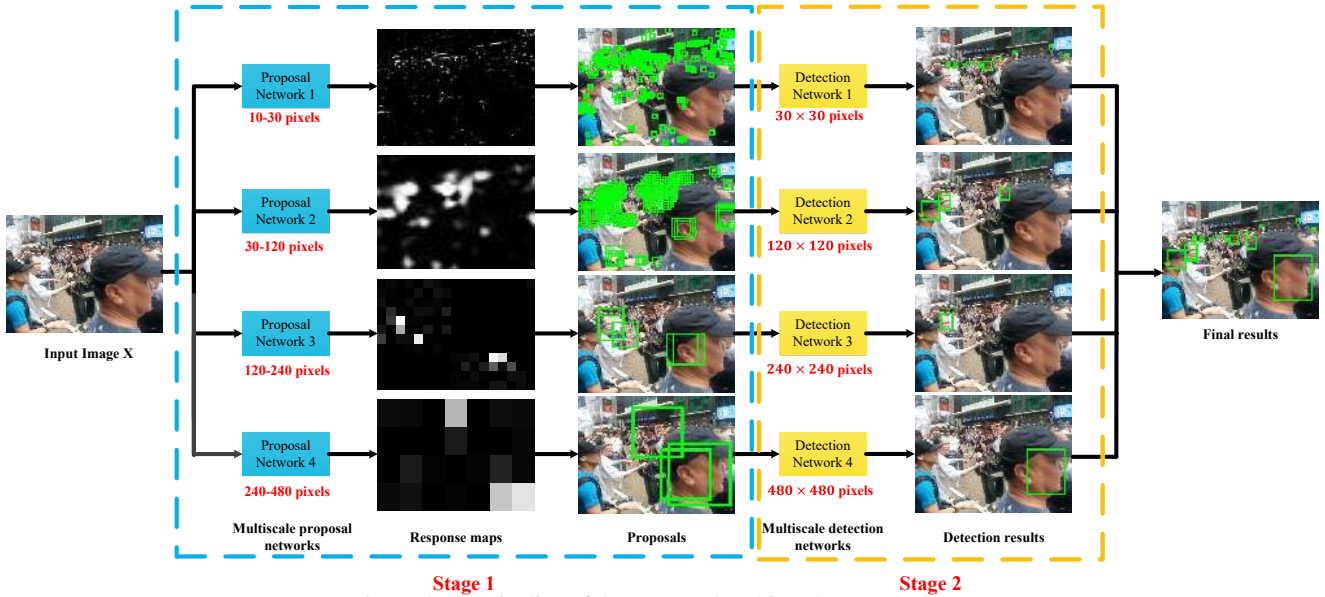 Proposal
Network 1
10-30 pixels
Detection
Network 1
30 × 30 pixels
Proposal
Network 2
30-120 pixels
Detection
Network 2
120 × 120 pixels
Input Image X
Proposal
Network 3
120-240 pixels
Detection
Network 3
240 × 240 pixels
Final results
Proposal
Network 4
240-480 pixels
Detection
Network 4
480 × 480 pixels
Multiscale proposal
networks
Response maps
Proposals
Multiscale detection
networks
Detection results
Stage 1
Stage 2